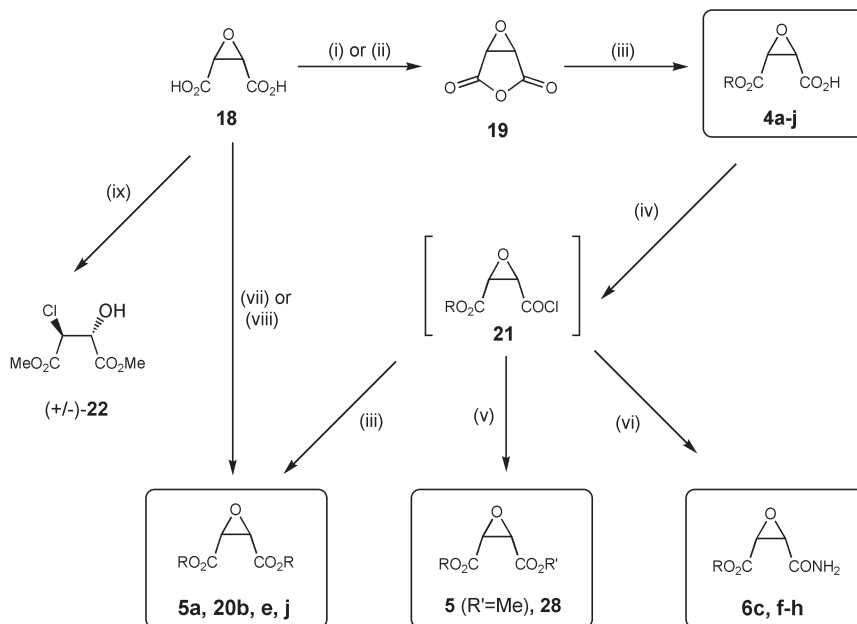 O
HO₂C CO₂H
18
(i) or (ii)
O
O O O
19
(iii)
O
RO₂C CO₂H
4a-j
(ix)
(iv)
Cl OH
MeO₂C CO₂Me
(+/-)-22
(vii) or
(viii)
O
RO₂C COCl
21
(iii)
(v)
(vi)
O
RO₂C CO₂R
5a, 20b, e, j
O
RO₂C CO₂R'
5 (R'=Me), 28
O
RO₂C CONH₂
6c, f-h